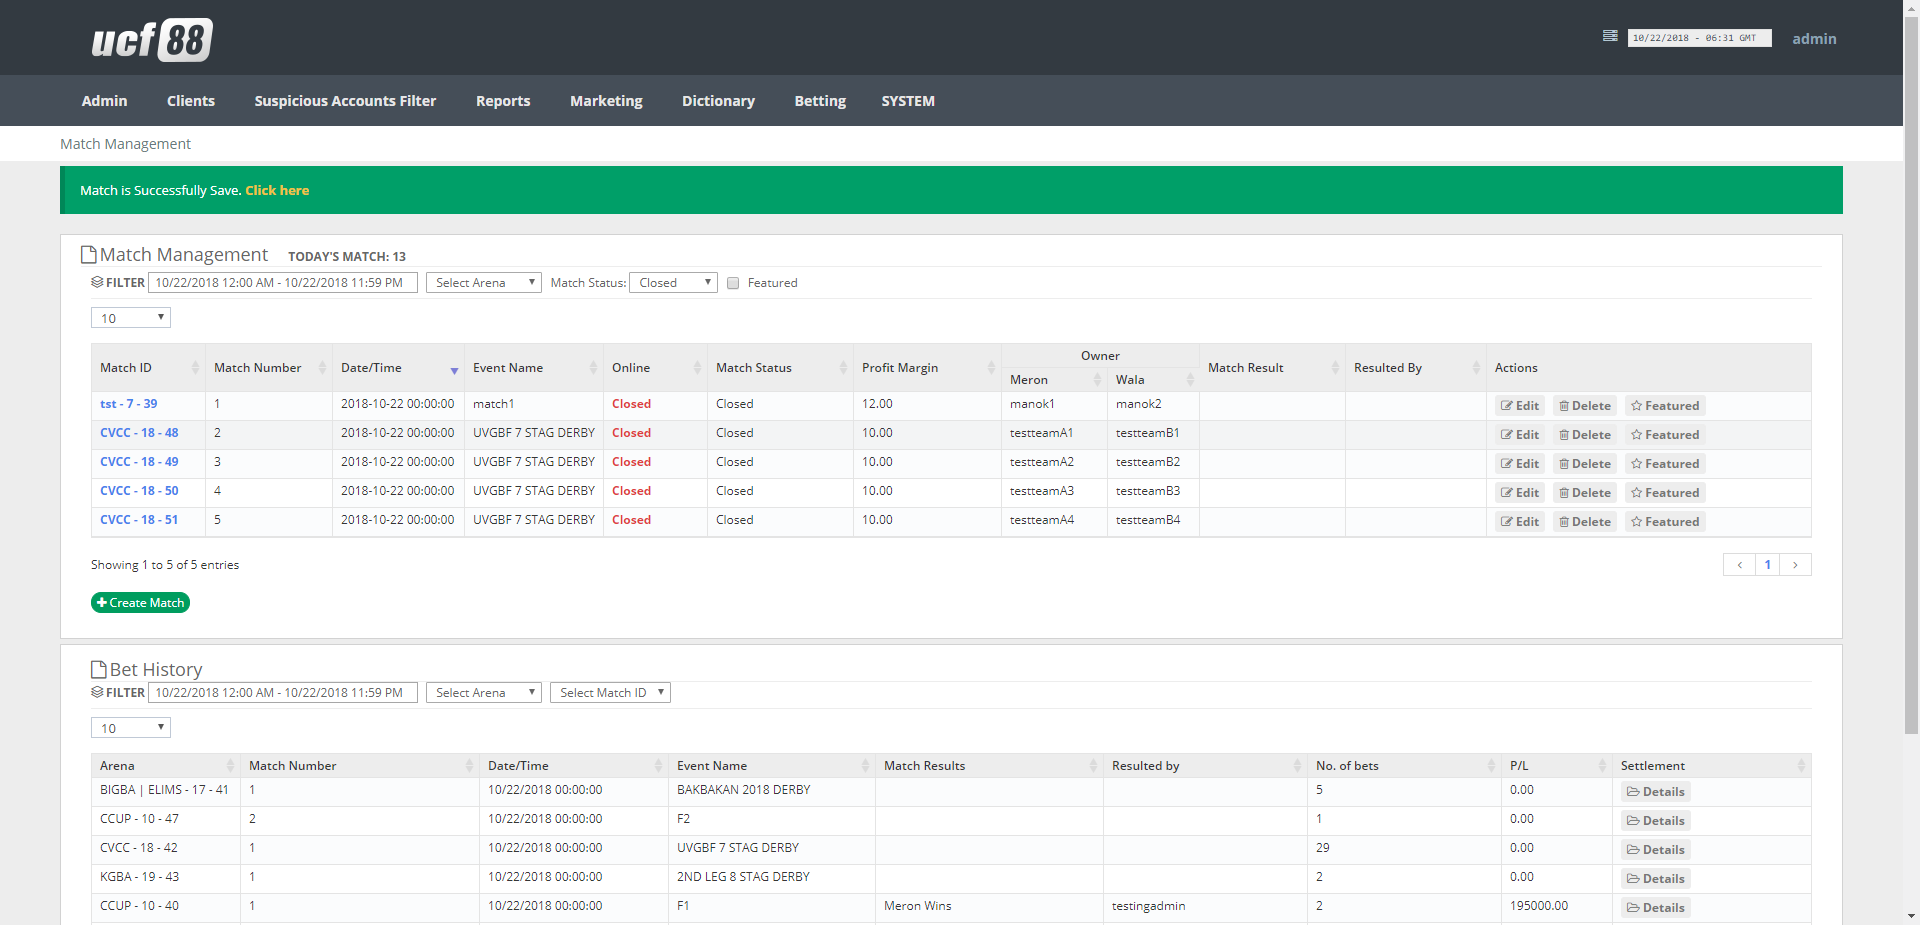 ucf88
10/22/2018 - 06:31 GMT
admin
Admin Clients Suspicious Accounts Filter Reports Marketing Dictionary Betting SYSTEM
Match Management
Match is Successfully Save. Click here
Match Management TODAY'S MATCH: 13
FILTER 10/22/2018 12:00 AM - 10/22/2018 11:59 PM Select Arena Match Status: Closed Featured
10
Owner
Match ID Match Number Date/Time Event Name Online Match Status Profit Margin Meron Wala Match Result Resulted By Actions
tst - 7 - 39 1 2018-10-22 00:00:00 match1 Closed Closed 12.00 manok1 manok2 Edit Delete Featured
CVCC - 18 - 48 2 2018-10-22 00:00:00 UVGBF 7 STAG DERBY Closed Closed 10.00 testteamA1 testteamB1 Edit Delete Featured
CVCC - 18 - 49 3 2018-10-22 00:00:00 UVGBF 7 STAG DERBY Closed Closed 10.00 testteamA2 testteamB2 Edit Delete Featured
CVCC - 18 - 50 4 2018-10-22 00:00:00 UVGBF 7 STAG DERBY Closed Closed 10.00 testteamA3 testteamB3 Edit Delete Featured
CVCC - 18 - 51 5 2018-10-22 00:00:00 UVGBF 7 STAG DERBY Closed Closed 10.00 testteamA4 testteamB4 Edit Delete Featured
Showing 1 to 5 of 5 entries
‹ 1 ›
Create Match
Bet History
FILTER 10/22/2018 12:00 AM - 10/22/2018 11:59 PM Select Arena Select Match ID
10
Arena Match Number Date/Time Event Name Match Results Resulted by No. of bets P/L Settlement
BIGBA | ELIMS - 17 - 41 1 10/22/2018 00:00:00 BAKBAKAN 2018 DERBY 5 0.00 Details
CCUP - 10 - 47 2 10/22/2018 00:00:00 F2 1 0.00 Details
CVCC - 18 - 42 1 10/22/2018 00:00:00 UVGBF 7 STAG DERBY 29 0.00 Details
KGBA - 19 - 43 1 10/22/2018 00:00:00 2ND LEG 8 STAG DERBY 2 0.00 Details
CCUP - 10 - 40 1 10/22/2018 00:00:00 F1 Meron Wins testingadmin 2 195000.00 Details